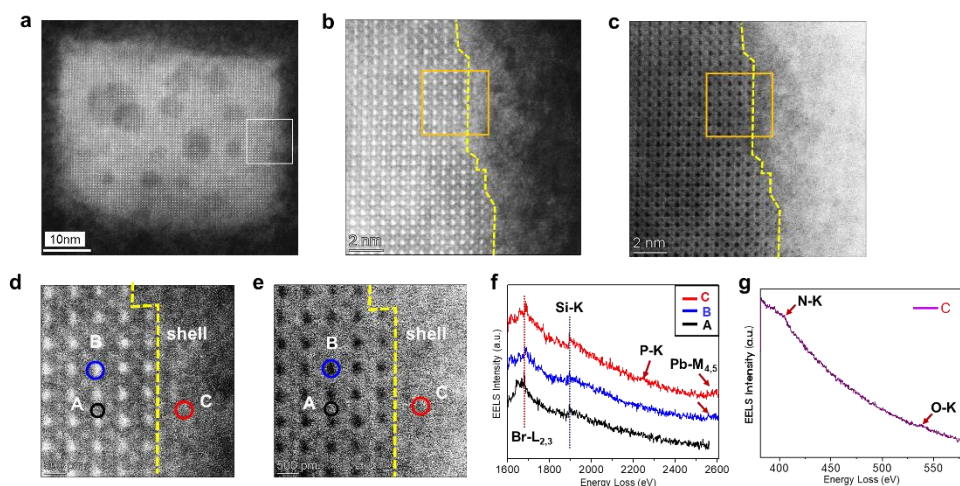 a
b
c
10nm
2 nm
2 nm
d
e
f
g
shell
B
A
C
shell
B
A
C
500 pm
EELS Intensity (a.u.)
Si-K
C
B
A
P-K
Pb-M4,5
Br-L2,3
1600 1800 2000 2200 2400 2600
Energy Loss (eV)
EELS Intensity (a.u.)
N-K
C
O-K
400 450 500 550
Energy Loss (eV)